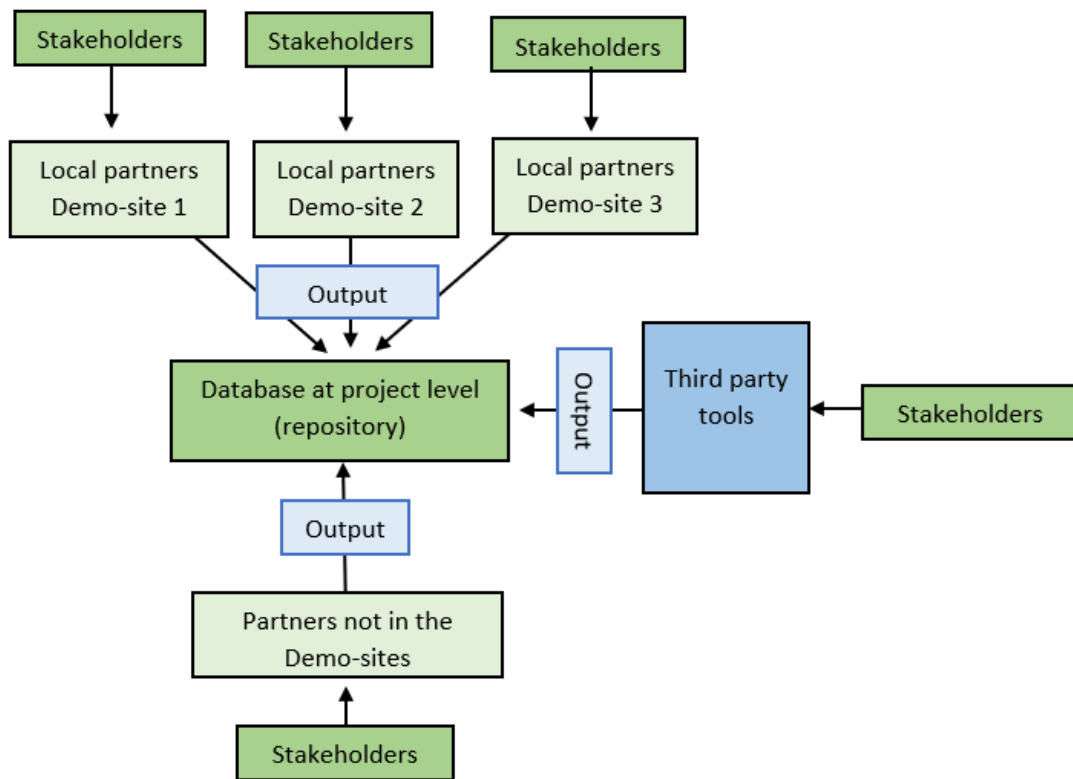 Stakeholders
Stakeholders
Stakeholders
Local partners
Demo-site 1
Local partners
Demo-site 2
Local partners
Demo-site 3
Output
Database at project level
(repository)
Output
Third party
tools
Stakeholders
Output
Partners not in the
Demo-sites
Stakeholders